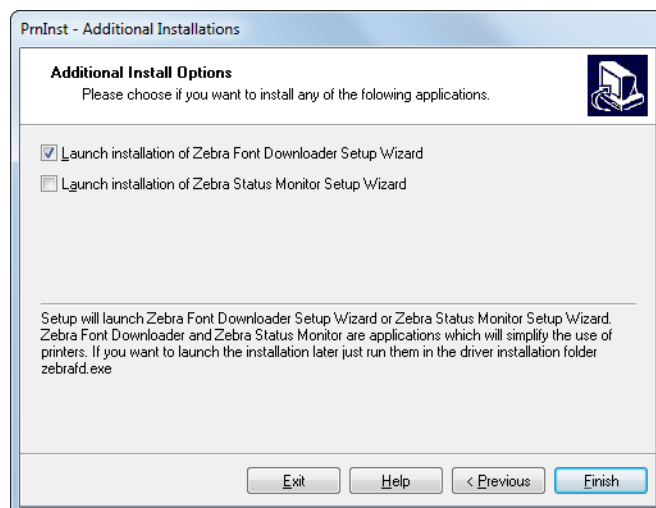 PrnInst - Additional Installations
Additional Install Options
Please choose if you want to install any of the folowing applications.
Launch installation of Zebra Font Downloader Setup Wizard
Launch installation of Zebra Status Monitor Setup Wizard
Setup will launch Zebra Font Downloader Setup Wizard or Zebra Status Monitor Setup Wizard.
Zebra Font Downloader and Zebra Status Monitor are applications which will simplify the use of
printers. If you want to launch the installation later just run them in the driver installation folder
zebrafd.exe
Exit Help < Previous Finish